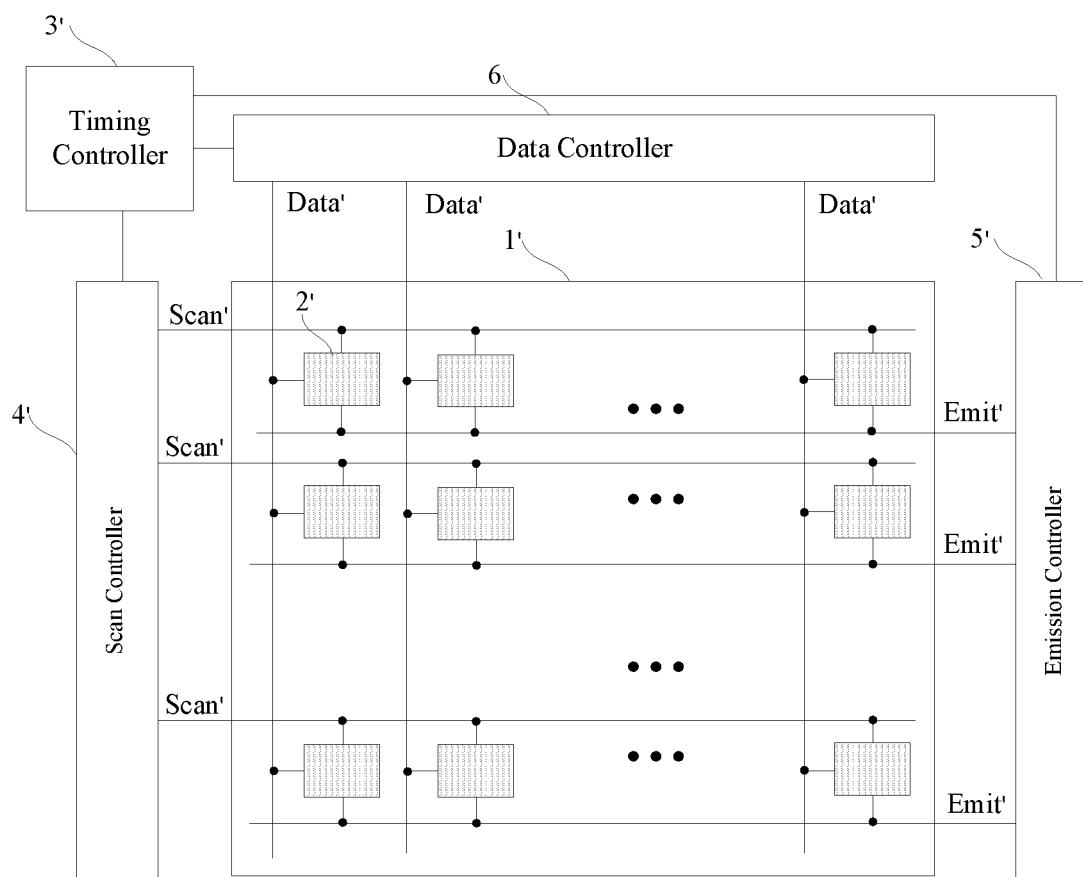 3'
6
Timing
Controller
Data Controller
Data'
Data'
Data'
1'
5'
Scan'
2'
4'
Emit'
Scan'
Emit'
Scan Controller
Emission Controller
Scan'
Emit'